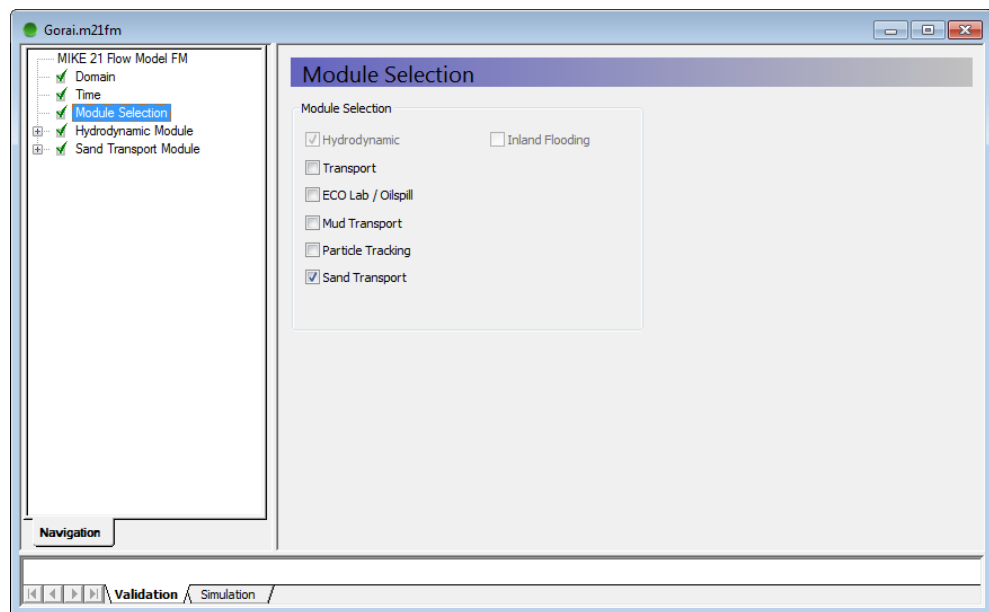 Gorai.m21fm
MIKE 21 Flow Model FM
Domain
Time
Module Selection
Hydrodynamic Module
Sand Transport Module
Navigation
Module Selection
Module Selection
Hydrodynamic
Inland Flooding
Transport
ECO Lab / Oilspill
Mud Transport
Particle Tracking
Sand Transport
Validation
Simulation